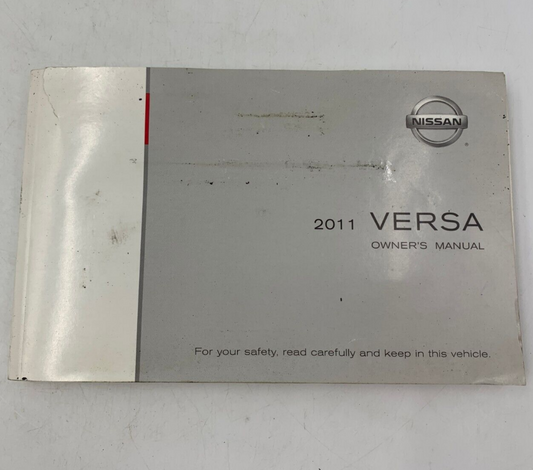 NISSAN
2011 VERSA
OWNER'S MANUAL
For your safety, read carefully and keep in this vehicle.